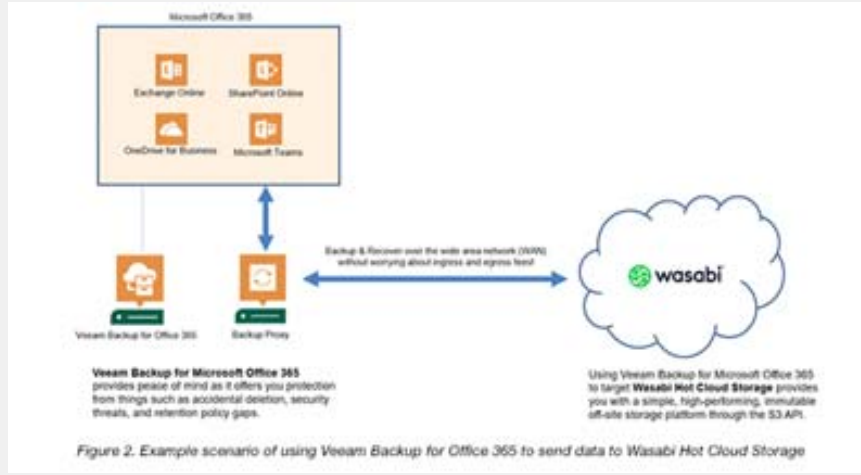 Microsoft Office 365
Exchange Online
SharePoint Online
OneDrive for Business
Microsoft Teams
Backup & Recover over the wide area network (WAN)
without worrying about ingress and egress fees!
wasabi
Veeam Backup for Office 365
Backup Proxy
Veeam Backup for Microsoft Office 365
provides peace of mind as it offers you protection
from things such as accidental deletion, security
threats, and retention policy gaps.
Using Veeam Backup for Microsoft Office 365
to target Wasabi Hot Cloud Storage provides
you with a simple, high-performing, immutable
off-site storage platform through the S3 API.
Figure 2. Example scenario of using Veeam Backup for Office 365 to send data to Wasabi Hot Cloud Storage